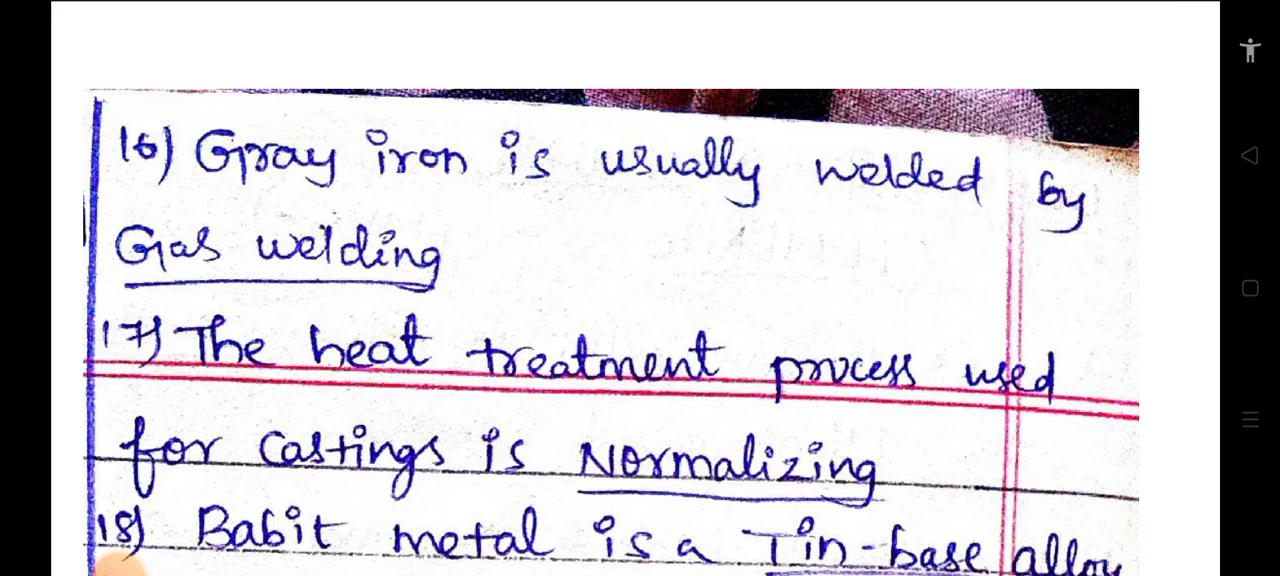 16) Gray iron is usually welded by
Gas welding
17) The heat treatment process used
for castings is Normalizing
18) Babit metal is a Tin-base alloy